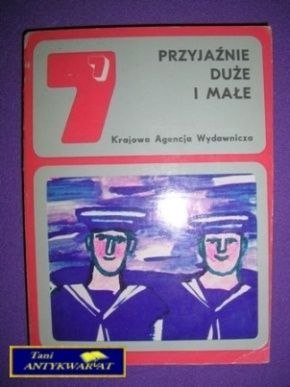 7
PRZYJAŹNIE
DUŻE
I MAŁE
Krajowa Agencja Wydawnicza
Tani
ANTYKWARIAT